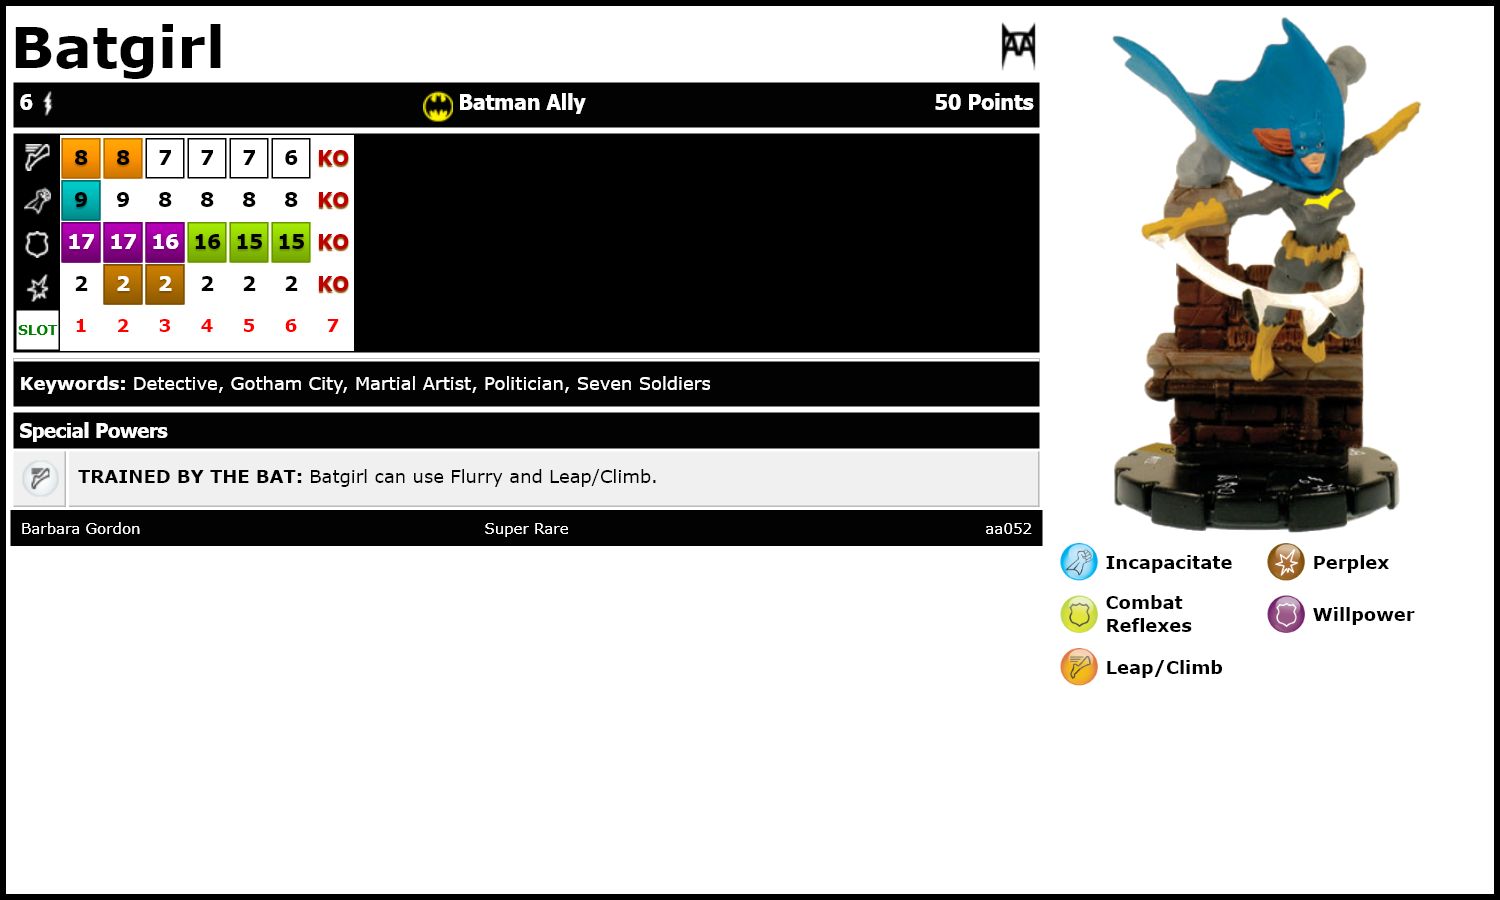 Batgirl
6 Batman Ally 50 Points
8 8 7 7 7 6 KO
9 9 8 8 8 8 KO
17 17 16 16 15 15 KO
2 2 2 2 2 2 KO
SLOT 1 2 3 4 5 6 7
Keywords: Detective, Gotham City, Martial Artist, Politician, Seven Soldiers
Special Powers
TRAINED BY THE BAT: Batgirl can use Flurry and Leap/Climb.
Barbara Gordon Super Rare aa052
Incapacitate Perplex
Combat
Reflexes
Willpower
Leap/Climb